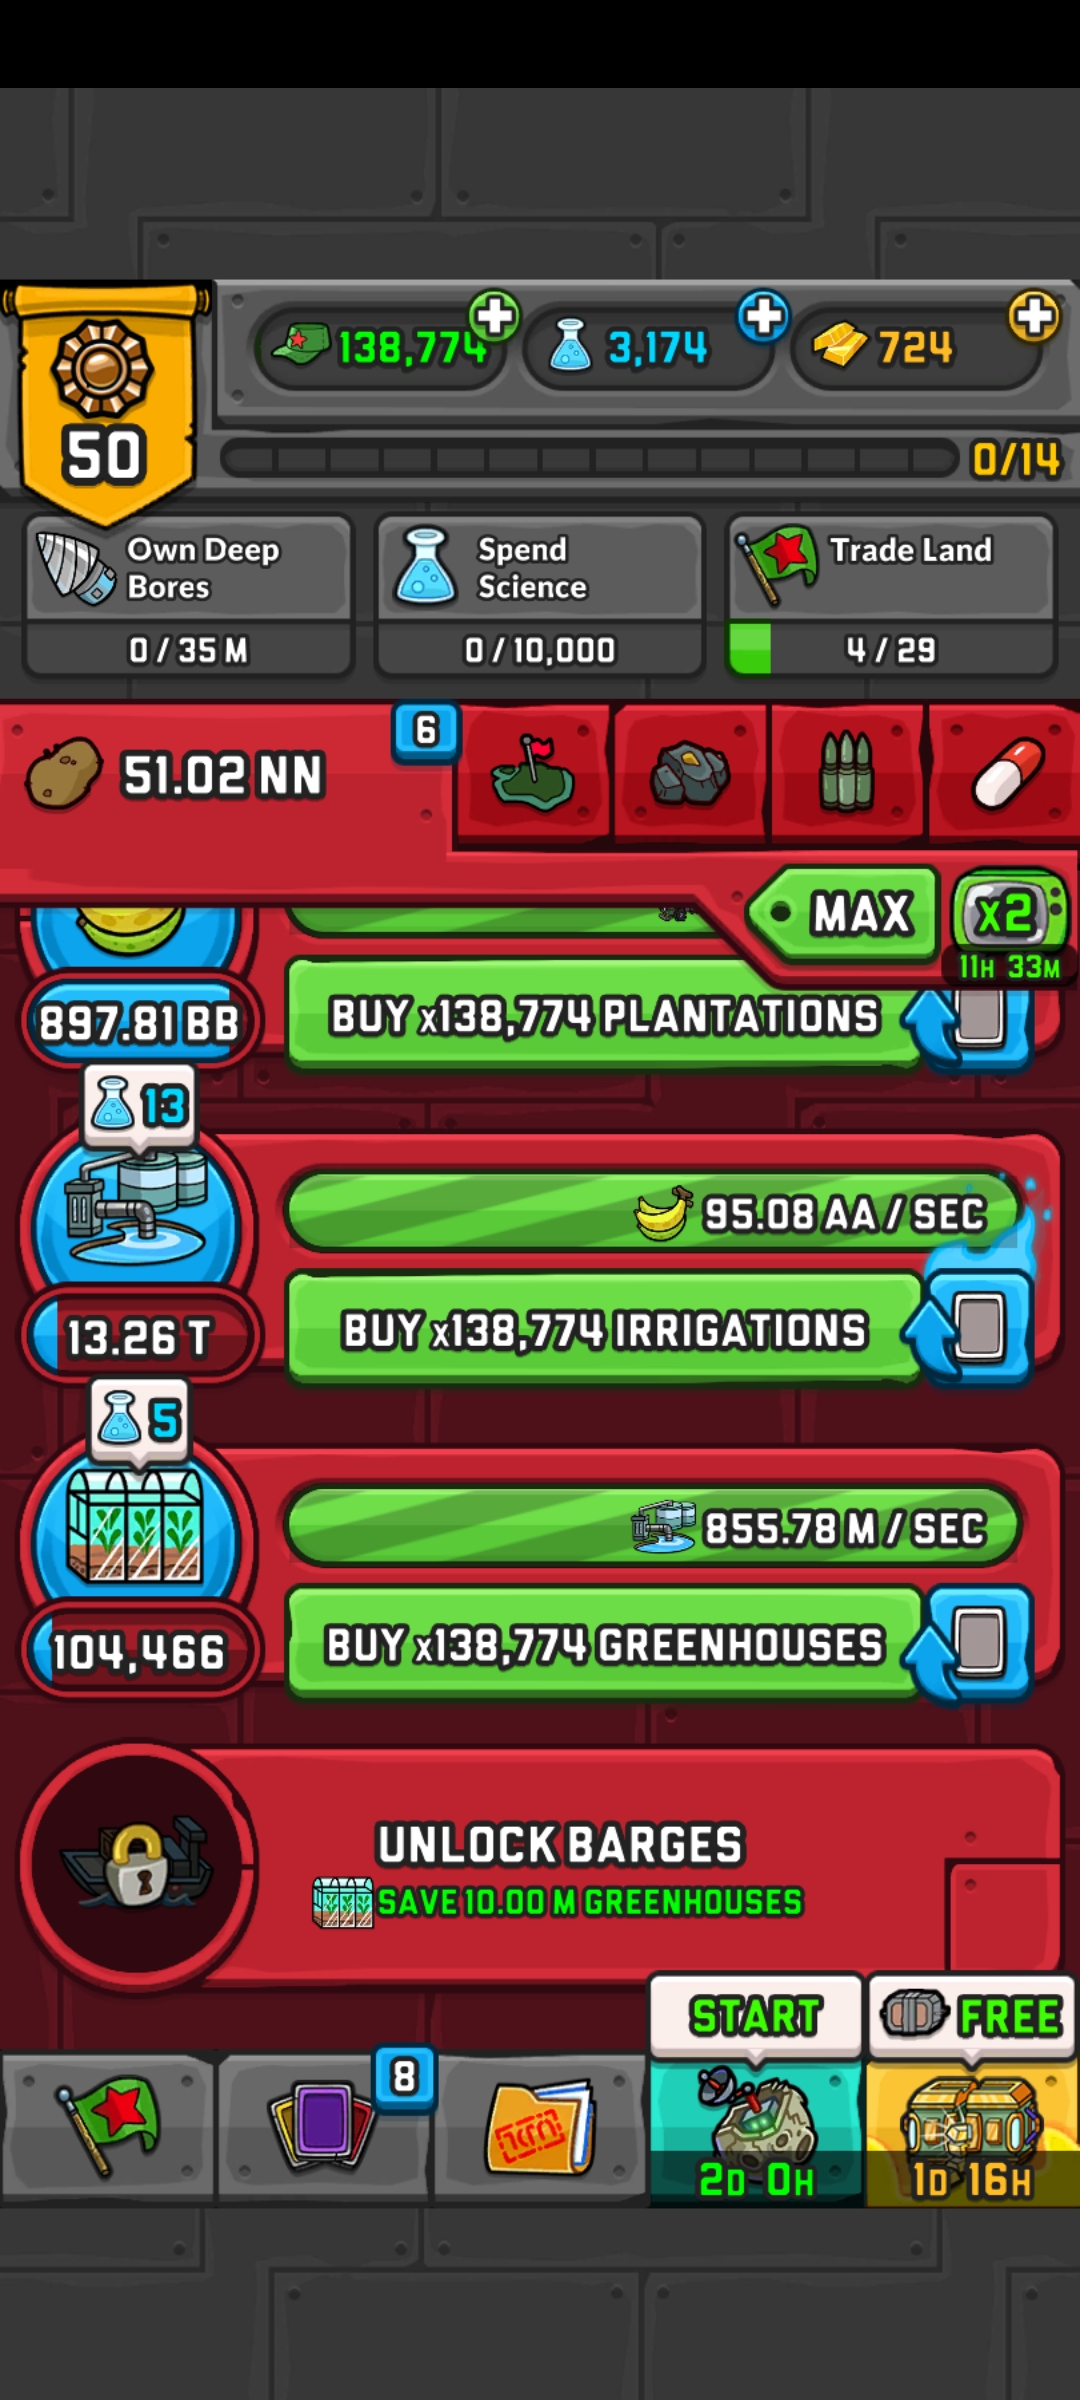 138,774
3,174
724
50
0/14
Own Deep
Bores
0 / 35 M
Spend
Science
0 / 10,000
Trade Land
4 / 29
51.02 NN
6
MAX
x2
11H 33M
897.81 BB
BUY x138,774 PLANTATIONS
13
95.08 AA / SEC
13.26 T
BUY x138,774 IRRIGATIONS
5
855.78 M / SEC
104,466
BUY x138,774 GREENHOUSES
UNLOCK BARGES
SAVE 10.00 M GREENHOUSES
START
FREE
8
2D 0H
1D 16H